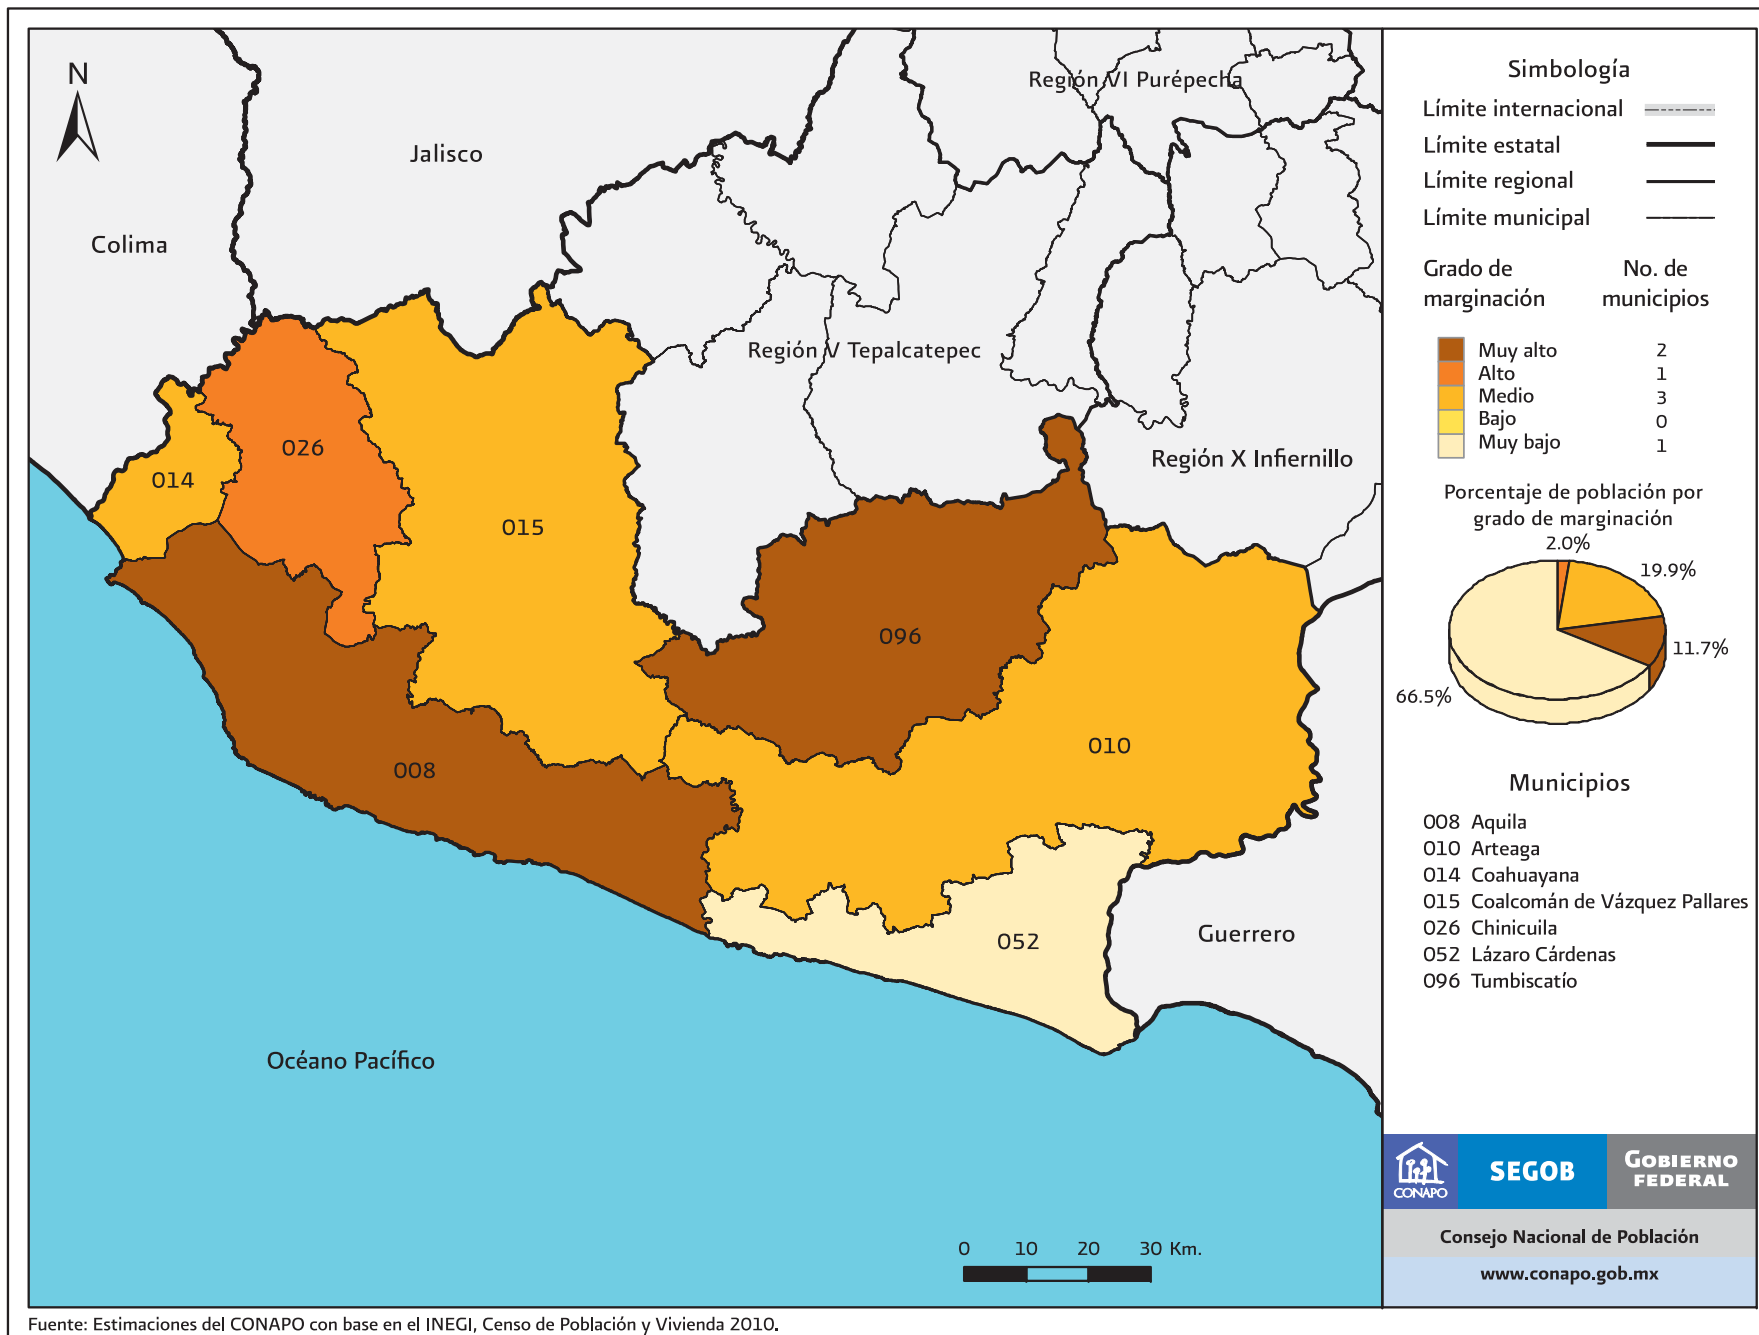 N
Jalisco
Colima
Región VI Purépecha
Región V Tepalcatepec
Región X Infiernillo
026
014
015
096
010
008
052
Guerrero
Océano Pacífico
0 10 20 30 Km.
Simbología
Límite internacional
Límite estatal
Límite regional
Límite municipal
Grado de marginación
No. de municipios
Muy alto 2
Alto 1
Medio 3
Bajo 0
Muy bajo 1
Porcentaje de población por
grado de marginación
2.0%
19.9%
11.7%
66.5%
Municipios
008 Aquila
010 Arteaga
014 Coahuayana
015 Coalcomán de Vázquez Pallares
026 Chinicuila
052 Lázaro Cárdenas
096 Tumbiscatío
CONAPO
SEGOB
GOBIERNO
FEDERAL
Consejo Nacional de Población
www.conapo.gob.mx
Fuente: Estimaciones del CONAPO con base en el INEGI, Censo de Población y Vivienda 2010.